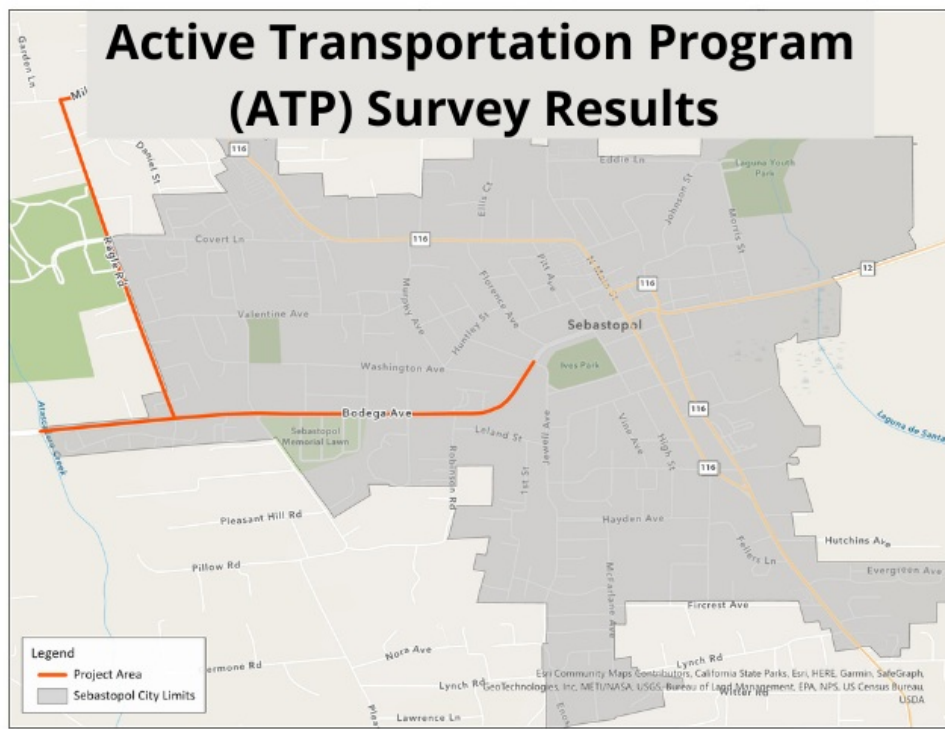 Active Transportation Program
(ATP) Survey Results
Garden Ln
Mil
Daniel St
116
Eddie Ln
Laguna Youth
Park
Ellis Ct
Johnson St
Morris St
Ragle Rd
Covert Ln
116
N Main St
Pitt Ave
116
12
Murphy Ave
Florence Ave
Huntley St
Valentine Ave
Sebastopol
Washington Ave
Ives Park
Bodega Ave
Atascadero Creek
Sebastopol
Memorial Lawn
Leland St
Jewell Ave
Vine Ave
High St
116
Laguna de Santa
Robinson Rd
1st St
116
Pleasant Hill Rd
Hayden Ave
Fellers Ln
Hutchins Ave
Pillow Rd
Evergreen Ave
McFarlane Ave
Fircrest Ave
Legend
Project Area
Sebastopol City Limits
Nora Ave
ermone Rd
Lynch Rd
Lynch Rd
Witter Rd
Lawrence Ln
Plea
Esri Community Maps Contributors, California State Parks, Esri, HERE, Garmin, SafeGraph,
GeoTechnologies, Inc, METI/NASA, USGS, Bureau of Land Management, EPA, NPS, US Census Bureau,
USDA